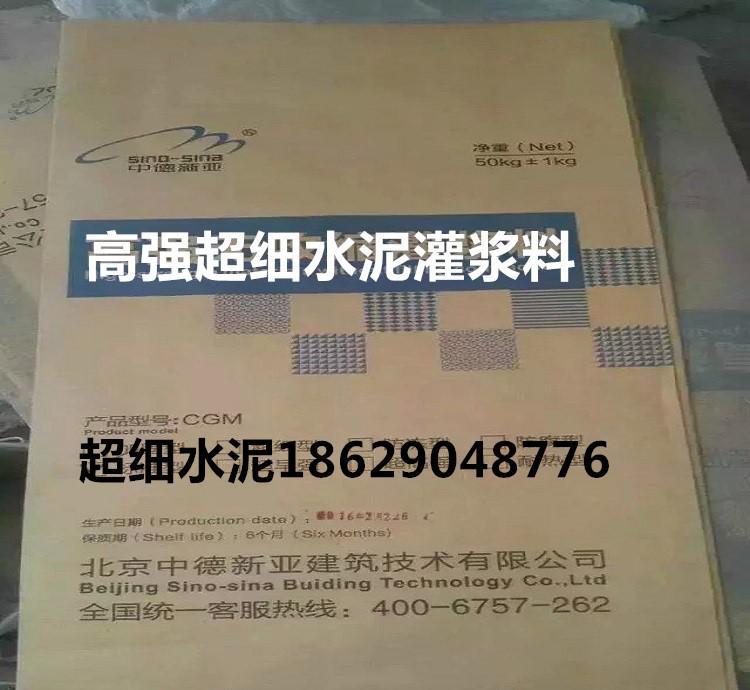 sino-sina®
中德新亚
净重（Net）
50kg±1kg
高强超细水泥灌浆料
产品型号:CGM
Product model
超细水泥18629048776
生产日期（Production date）:
保质期（Shelf life）: 6个月（Six Months）
北京中德新亚建筑技术有限公司
Beijing Sino-sina Buiding Technology Co.,Ltd
全国统一客服热线: 400-6757-262